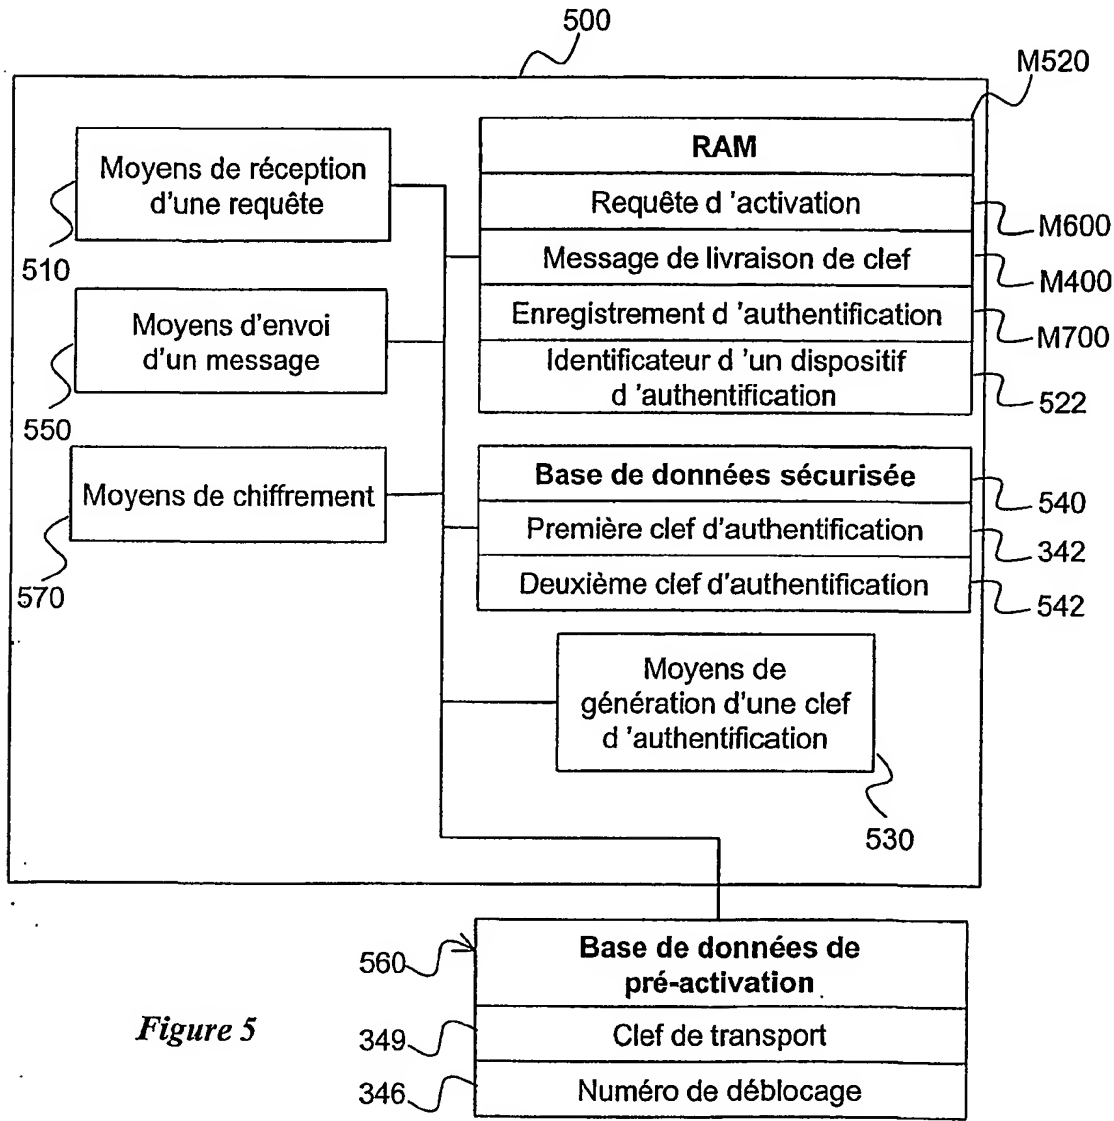 500
M520
Moyens de réception
d'une requête
510
RAM
Requête d 'activation
M600
Message de livraison de clef
M400
Enregistrement d 'authentification
M700
Identificateur d 'un dispositif
d 'authentification
522
Moyens d'envoi
d'un message
550
Moyens de chiffrement
570
Base de données sécurisée
540
Première clef d'authentification
342
Deuxième clef d'authentification
542
Moyens de
génération d'une clef
d 'authentification
530
Base de données de
pré-activation
560
Clef de transport
349
Numéro de déblocage
346
Figure 5